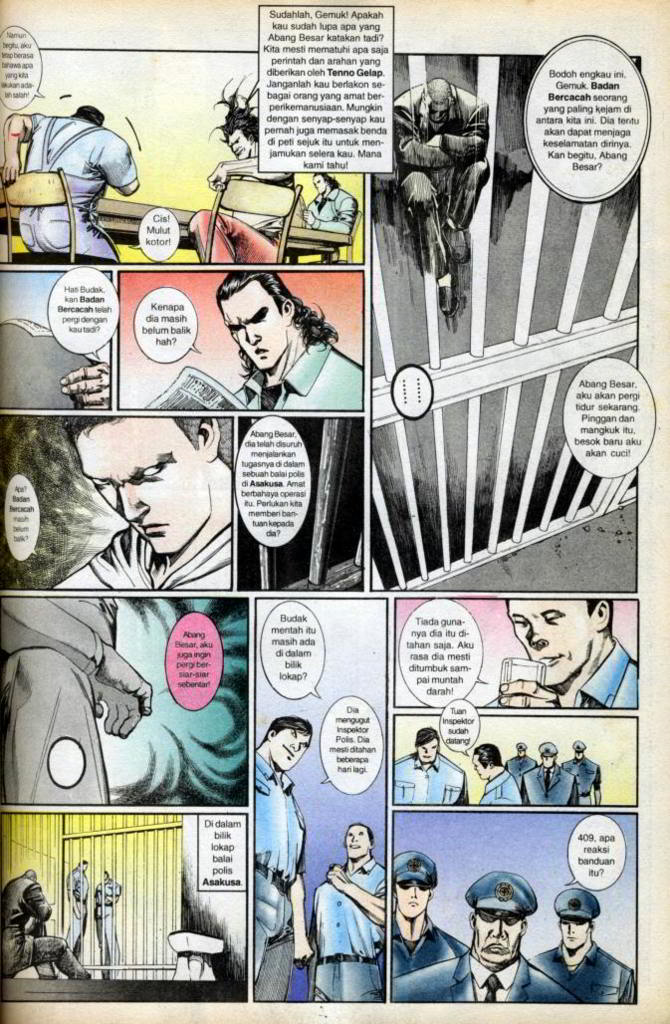 Namun
begitu, aku
tetap berasa
bahawa apa
yang kita
lakukan ada-
lah salah!
Sudahlah, Gemuk! Apakah
kau sudah lupa apa yang
Abang Besar katakan tadi?
Kita mesti mematuhi apa saja
perintah dan arahan yang
diberikan oleh Tenno Gelap.
Janganlah kau berlakon se-
bagai orang yang amat ber-
perikemanusiaan. Mungkin
dengan senyap-senyap kau
pernah juga memasak benda
di peti sejuk itu untuk men-
jamukan selera kau. Mana
kami tahu!
Cis!
Mulut
kotor!
Bodoh engkau ini,
Gemuk. Badan
Bercacah seorang
yang paling kejam di
antara kita ini. Dia tentu
akan dapat menjaga
keselamatan dirinya.
Kan begitu, Abang
Besar?
Hati Budak,
kan Badan
Bercacah telah
pergi dengan
kau tadi?
Kenapa
dia masih
belum balik
hah?
Abang Besar,
aku akan pergi
tidur sekarang.
Pinggan dan
mangkuk itu,
besok baru aku
akan cuci!
Apa?
Badan
Bercacah
masih
belum
balik?
Abang Besar,
dia telah disuruh
menjalankan
tugasnya di dalam
sebuah balai polis
di Asakusa. Amat
berbahaya operasi
itu. Perlukan kita
memberi ban-
tuan kepada
dia?
Abang
Besar, aku
juga ingin
pergi ber-
siar-siar
sebentar!
Budak
mentah itu
masih ada
di dalam
bilik
lokap?
Dia
mengugut
Inspektor
Polis. Dia
mesti ditahan
beberapa
hari lagi.
Tiada guna-
nya dia itu di-
tahan saja. Aku
rasa dia mesti
ditumbuk sam-
pai muntah
darah!
Tuan
Inspektor
sudah
datang!
Di dalam
bilik
lokap
balai
polis
Asakusa.
409, apa
reaksi
banduan
itu?